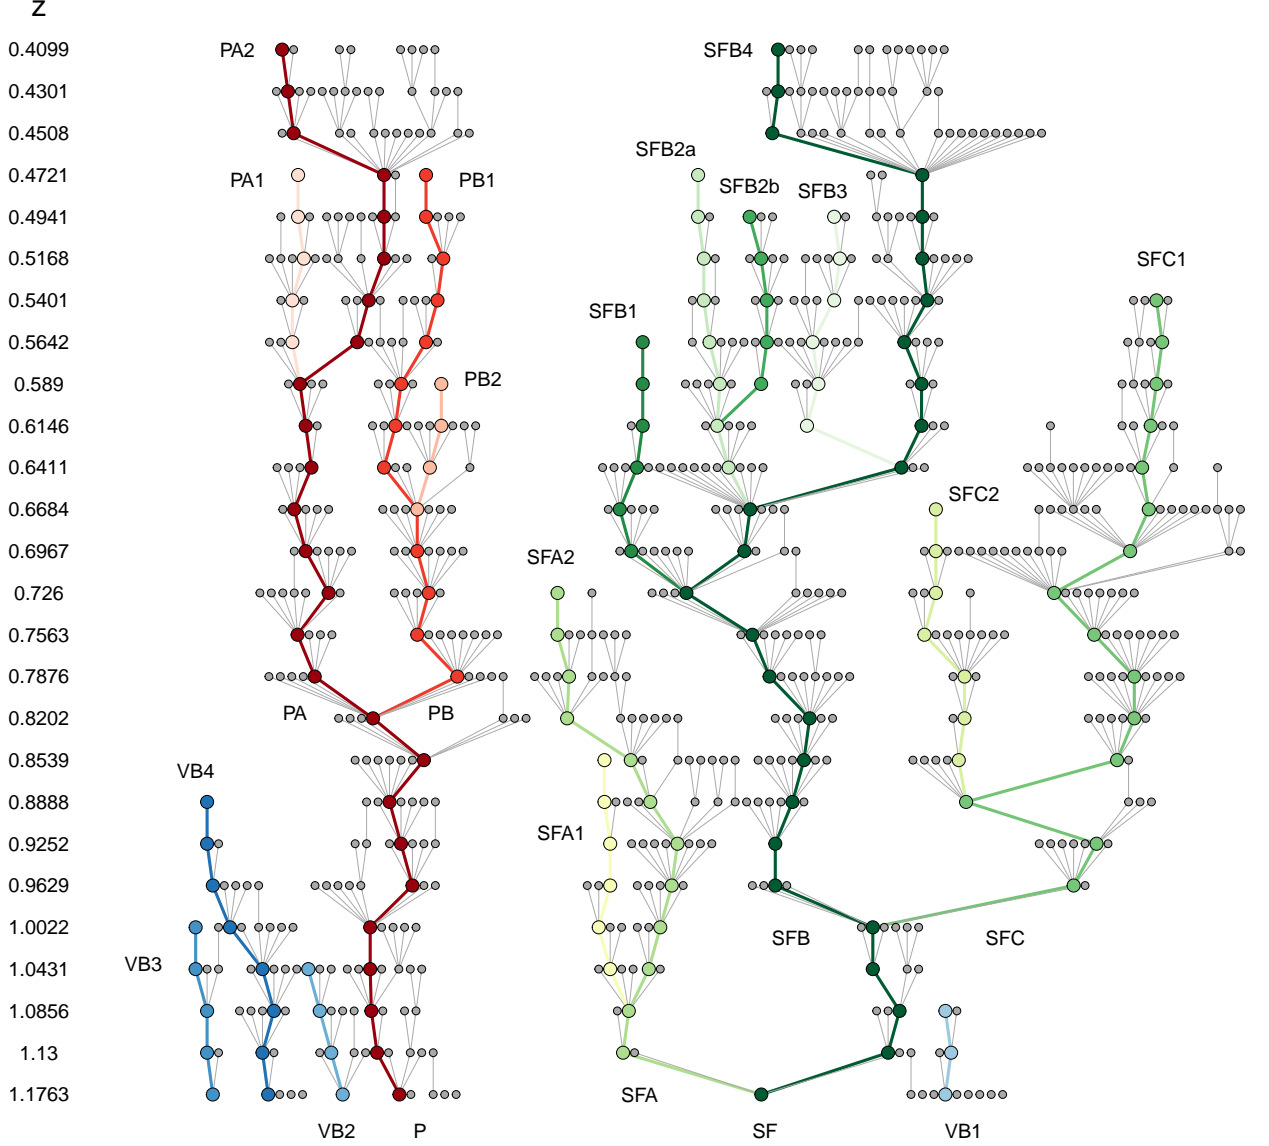 z
0.4099 PA2 SFB4
0.4301
0.4508
SFB2a
0.4721 PA1 PB1 SFB2b SFB3
0.4941
0.5168 SFC1
0.5401 SFB1
0.5642
0.589 PB2
0.6146
0.6411
0.6684 SFC2
0.6967 SFA2
0.726
0.7563
0.7876
0.8202 PA PB
0.8539 VB4
0.8888
0.9252 SFA1
0.9629
1.0022 VB3 SFB SFC
1.0431
1.0856
1.13
1.1763 SFA
VB2 P SF VB1